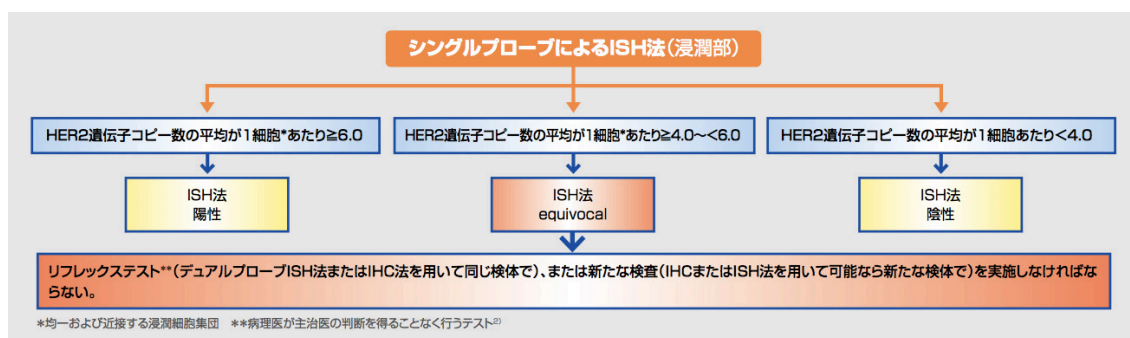 シングルプローブによるISH法(浸潤部)
HER2遺伝子コピー数の平均が1細胞*あたり≧6.0
HER2遺伝子コピー数の平均が1細胞*あたり≧4.0〜<6.0
HER2遺伝子コピー数の平均が1細胞あたり<4.0
ISH法
陽性
ISH法
equivocal
ISH法
陰性
リフレックステスト**(デュアルプローブISH法またはIHC法を用いて同じ検体で)、または新たな検査(IHCまたはISH法を用いて可能なら新たな検体で)を実施しなければな
らない。
*均一および近接する浸潤細胞集団 **病理医が主治医の判断を得ることなく行うテスト2)